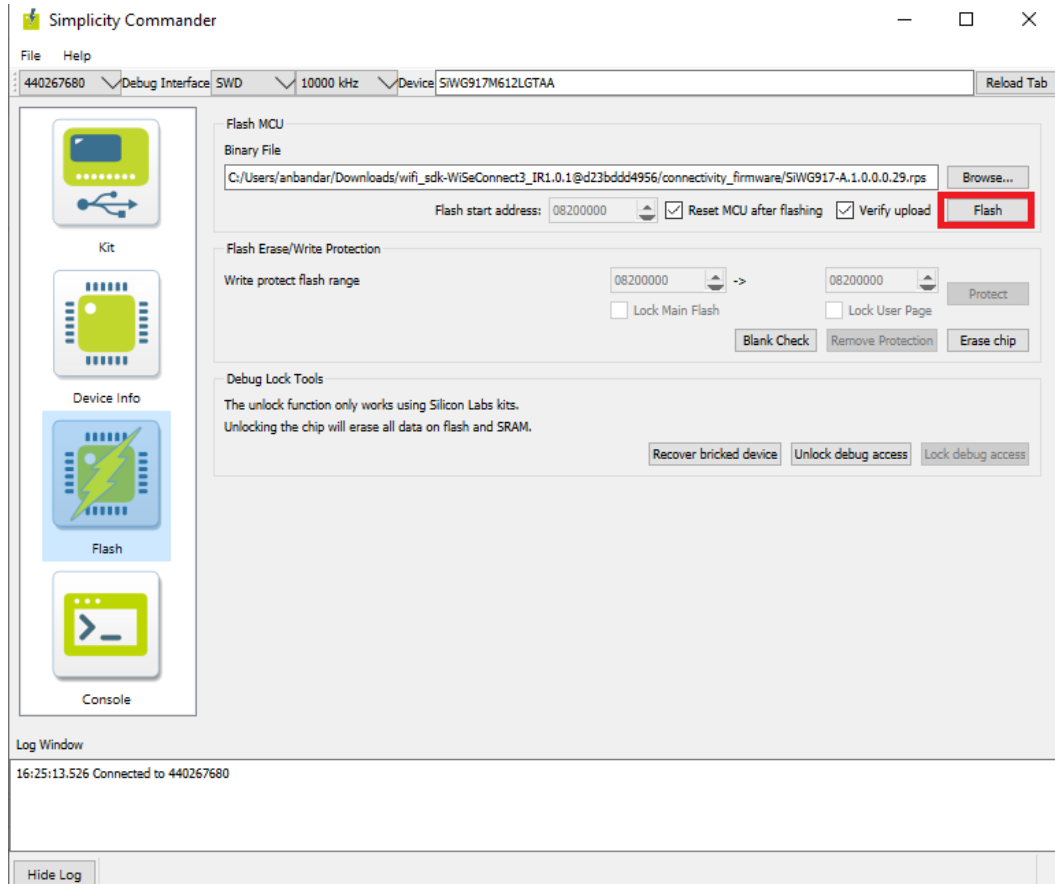 Simplicity Commander
File Help
440267680 Debug Interface SWD 10000 kHz Device SiWG917M612LGTAA Reload Tab
Kit
Device Info
Flash
Console
Flash MCU
Binary File
C:/Users/anbandar/Downloads/wifi_sdk-WiSeConnect3_IR1.0.1@d23bddd4956/connectivity_firmware/SiWG917-A.1.0.0.0.29.rps Browse...
Flash start address: 08200000 Reset MCU after flashing Verify upload Flash
Flash Erase/Write Protection
Write protect flash range 08200000 -> 08200000 Protect
Lock Main Flash Lock User Page
Blank Check Remove Protection Erase chip
Debug Lock Tools
The unlock function only works using Silicon Labs kits.
Unlocking the chip will erase all data on flash and SRAM.
Recover bricked device Unlock debug access Lock debug access
Log Window
16:25:13.526 Connected to 440267680
Hide Log